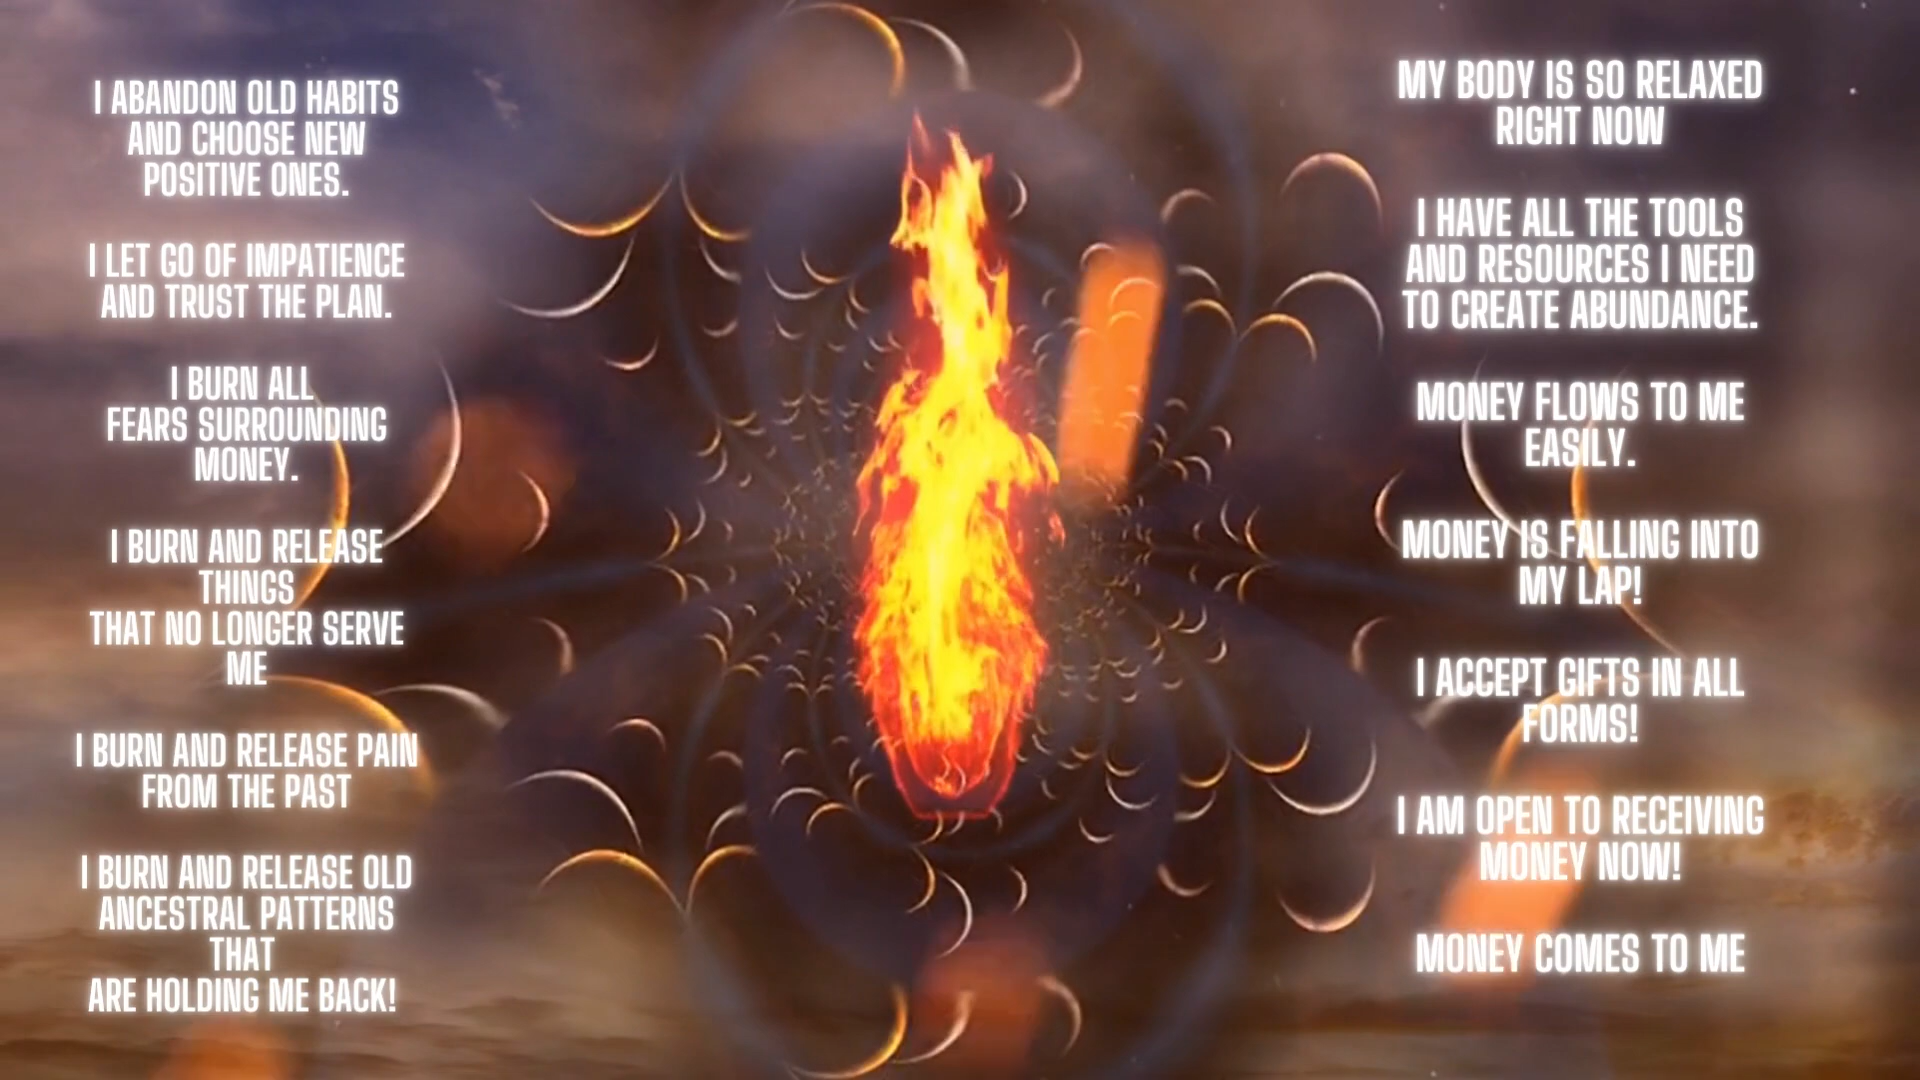 I ABANDON OLD HABITS
AND CHOOSE NEW
POSITIVE ONES.
I LET GO OF IMPATIENCE
AND TRUST THE PLAN.
I BURN ALL
FEARS SURROUNDING
MONEY.
I BURN AND RELEASE
THINGS
THAT NO LONGER SERVE
ME
I BURN AND RELEASE PAIN
FROM THE PAST
I BURN AND RELEASE OLD
ANCESTRAL PATTERNS
THAT
ARE HOLDING ME BACK!
MY BODY IS SO RELAXED
RIGHT NOW
I HAVE ALL THE TOOLS
AND RESOURCES I NEED
TO CREATE ABUNDANCE.
MONEY FLOWS TO ME
EASILY.
MONEY IS FALLING INTO
MY LAP!
I ACCEPT GIFTS IN ALL
FORMS!
I AM OPEN TO RECEIVING
MONEY NOW!
MONEY COMES TO ME